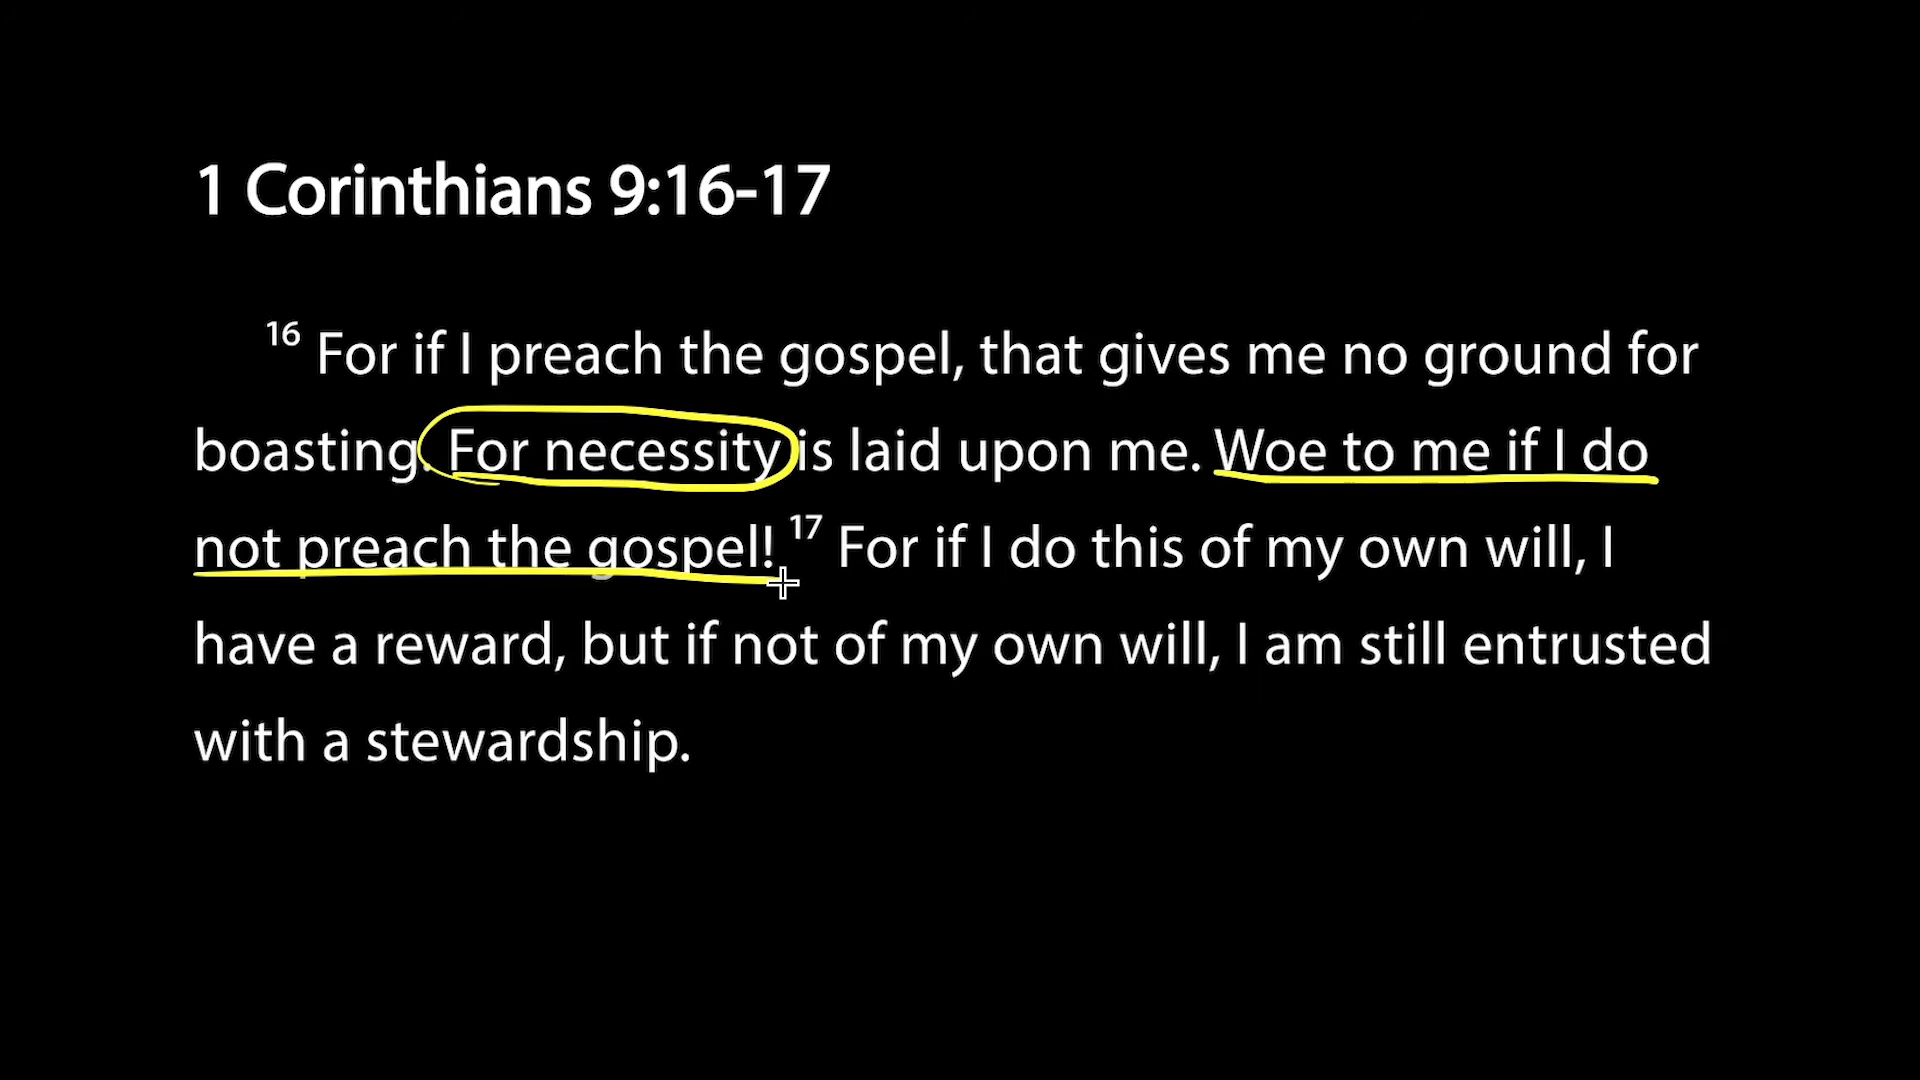 1 Corinthians 9:16-17
16 For if I preach the gospel, that gives me no ground for
boasting. For necessity is laid upon me. Woe to me if I do
not preach the gospel! 17 For if I do this of my own will, I
have a reward, but if not of my own will, I am still entrusted
with a stewardship.